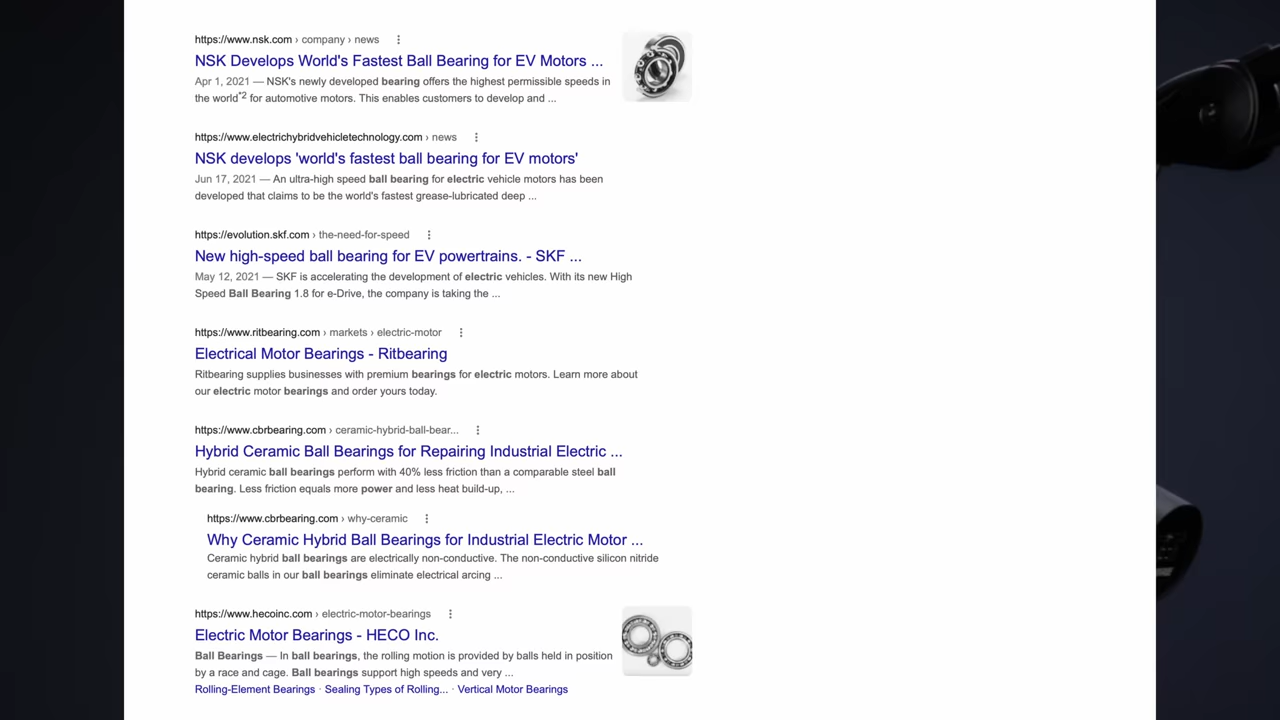 https://www.nsk.com › company › news
NSK Develops World's Fastest Ball Bearing for EV Motors ...
Apr 1, 2021 — NSK's newly developed bearing offers the highest permissible speeds in
the world*2 for automotive motors. This enables customers to develop and ...
https://www.electrichybridvehicletechnology.com › news
NSK develops 'world's fastest ball bearing for EV motors'
Jun 17, 2021 — An ultra-high speed ball bearing for electric vehicle motors has been
developed that claims to be the world's fastest grease-lubricated deep ...
https://evolution.skf.com › the-need-for-speed
New high-speed ball bearing for EV powertrains. - SKF ...
May 12, 2021 — SKF is accelerating the development of electric vehicles. With its new High
Speed Ball Bearing 1.8 for e-Drive, the company is taking the ...
https://www.ritbearing.com › markets › electric-motor
Electrical Motor Bearings - Ritbearing
Ritbearing supplies businesses with premium bearings for electric motors. Learn more about
our electric motor bearings and order yours today.
https://www.cbrbearing.com › ceramic-hybrid-ball-bear...
Hybrid Ceramic Ball Bearings for Repairing Industrial Electric ...
Hybrid ceramic ball bearings perform with 40% less friction than a comparable steel ball
bearing. Less friction equals more power and less heat build-up, ...
https://www.cbrbearing.com › why-ceramic
Why Ceramic Hybrid Ball Bearings for Industrial Electric Motor ...
Ceramic hybrid ball bearings are electrically non-conductive. The non-conductive silicon nitride
ceramic balls in our ball bearings eliminate electrical arcing ...
https://www.hecoinc.com › electric-motor-bearings
Electric Motor Bearings - HECO Inc.
Ball Bearings — In ball bearings, the rolling motion is provided by balls held in position
by a race and cage. Ball bearings support high speeds and very ...
Rolling-Element Bearings · Sealing Types of Rolling... · Vertical Motor Bearings